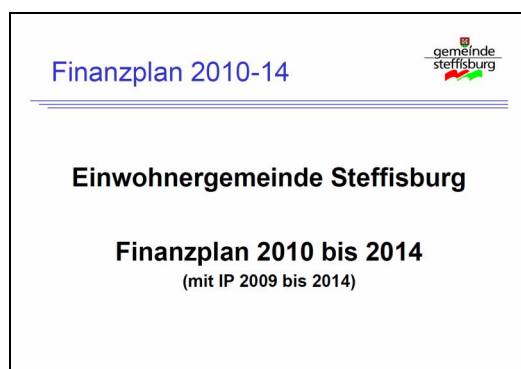 Finanzplan 2010-14
gemeinde
steffisburg
Einwohnergemeinde Steffisburg
Finanzplan 2010 bis 2014
(mit IP 2009 bis 2014)